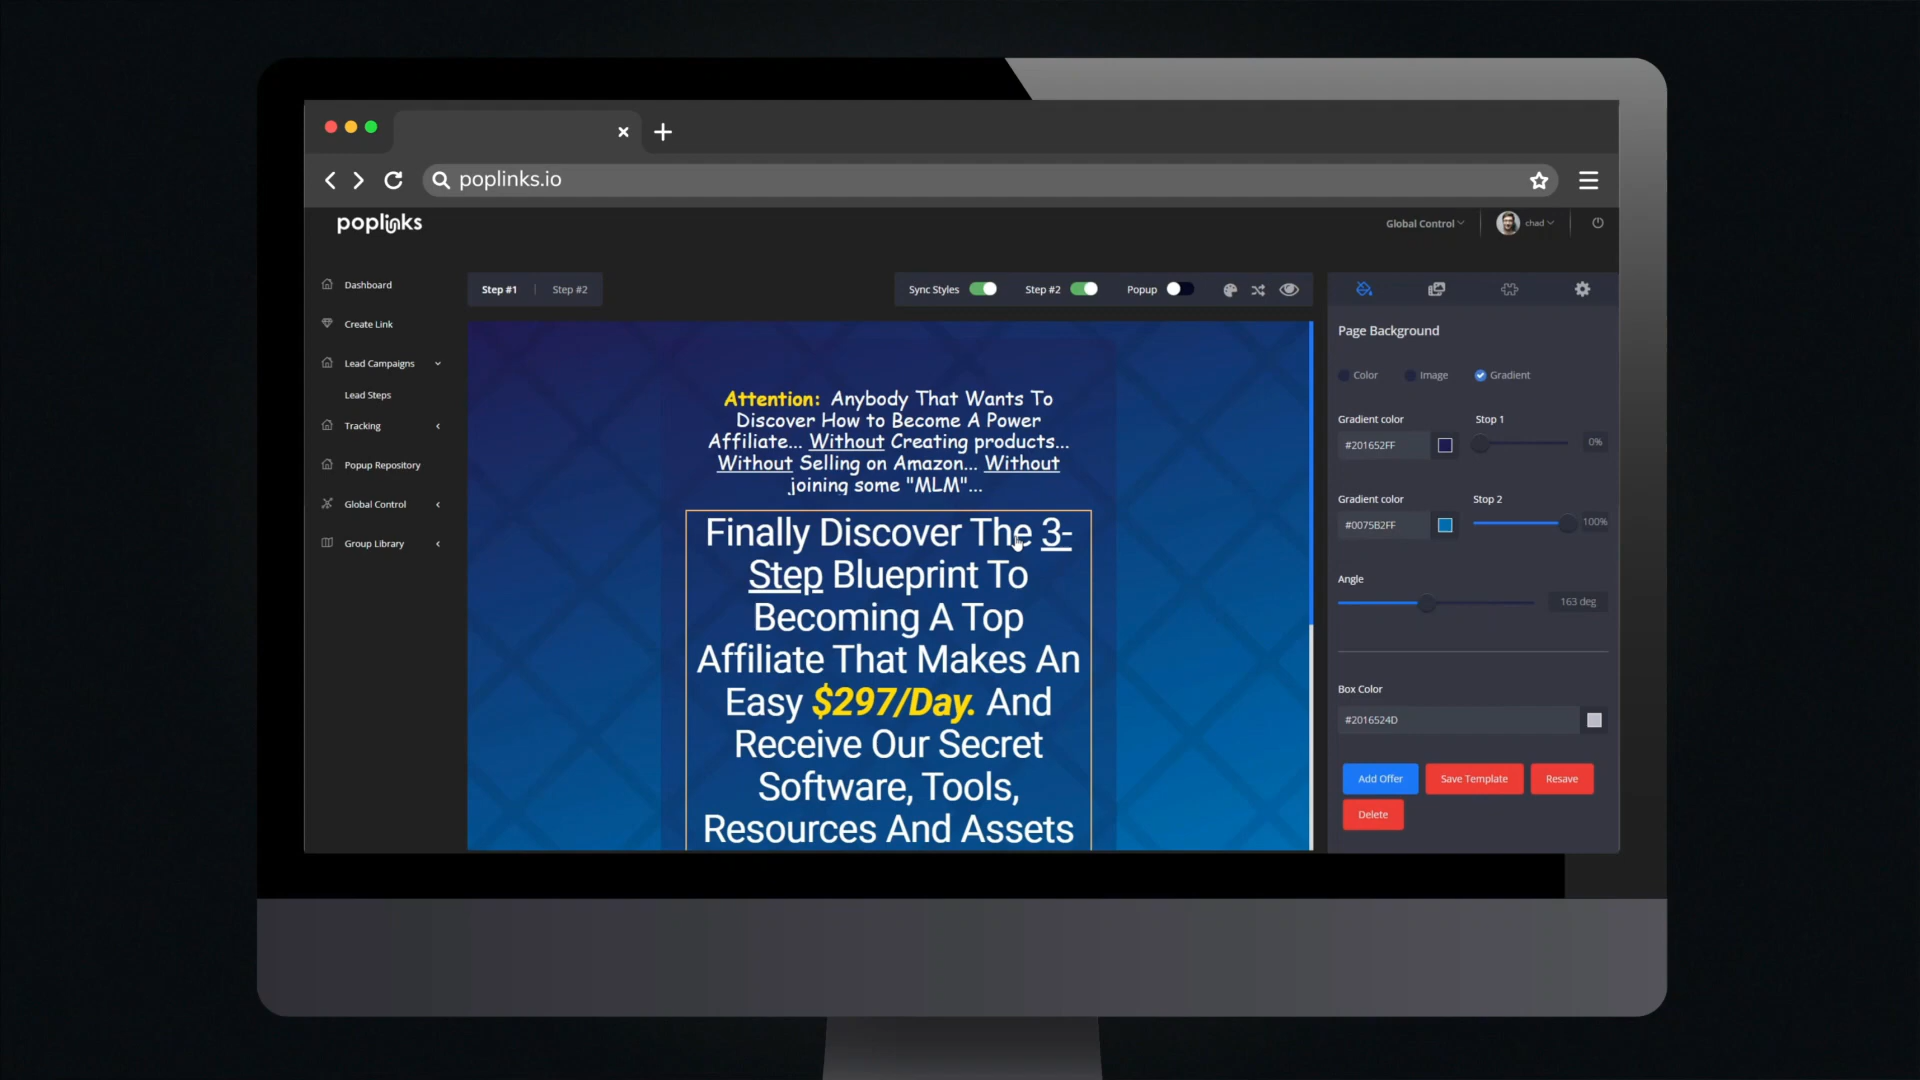 poplinks.io
poplinks
Global Control
chad
Dashboard
Create Link
Lead Campaigns
Lead Steps
Tracking
Popup Repository
Global Control
Group Library
Step #1 | Step #2
Sync Styles
Step #2
Popup
Attention: Anybody That Wants To
Discover How to Become A Power
Affiliate... Without Creating products...
Without Selling on Amazon... Without
joining some "MLM"...
Finally Discover The 3-
Step Blueprint To
Becoming A Top
Affiliate That Makes An
Easy $297/Day. And
Receive Our Secret
Software, Tools,
Resources And Assets
Page Background
Color
Image
Gradient
Gradient color
Stop 1
#201652FF
0%
Gradient color
Stop 2
#0075B2FF
100%
Angle
163 deg
Box Color
#2016524D
Add Offer
Save Template
Resave
Delete